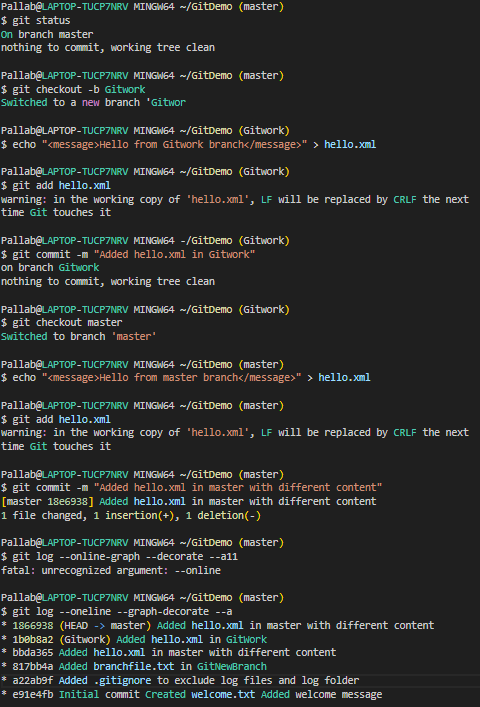 Pallab@LAPTOP-TUCP7NRV MINGW64 ~/GitDemo (master)
$ git status
On branch master
nothing to commit, working tree clean
Pallab@LAPTOP-TUCP7NRV MINGW64 ~/GitDemo (master)
$ git checkout -b Gitwork
Switched to a new branch 'Gitwor
Pallab@LAPTOP-TUCP7NRV MINGW64 ~/GitDemo (Gitwork)
$ echo "<message>Hello from Gitwork branch</message>" > hello.xml
Pallab@LAPTOP-TUCP7NRV MINGW64 ~/GitDemo (Gitwork)
$ git add hello.xml
warning: in the working copy of 'hello.xml', LF will be replaced by CRLF the next
time Git touches it
Pallab@LAPTOP-TUCP7NRV MINGW64 -/GitDemo (Gitwork)
$ git commit -m "Added hello.xml in Gitwork"
on branch Gitwork
nothing to commit, working tree clean
Pallab@LAPTOP-TUCP7NRV MINGW64 ~/GitDemo (Gitwork)
$ git checkout master
Switched to branch 'master'
Pallab@LAPTOP-TUCP7NRV MINGW64 ~/GitDemo (master)
$ echo "<message>Hello from master branch</message>" > hello.xml
Pallab@LAPTOP-TUCP7NRV MINGW64 ~/GitDemo (master)
$ git add hello.xml
warning: in the working copy of 'hello.xml', LF will be replaced by CRLF the next
time Git touches it
Pallab@LAPTOP-TUCP7NRV MINGW64 ~/GitDemo (master)
$ git commit -m "Added hello.xml in master with different content"
[master 18e6938] Added hello.xml in master with different content
1 file changed, 1 insertion(+), 1 deletion(-)
Pallab@LAPTOP-TUCP7NRV MINGW64 ~/GitDemo (master)
$ git log --online-graph --decorate --a11
fatal: unrecognized argument: --online
Pallab@LAPTOP-TUCP7NRV MINGW64 ~/GitDemo (master)
$ git log --oneline --graph-decorate --a
* 1866938 (HEAD -> master) Added hello.xml in master with different content
* 1b0b8a2 (Gitwork) Added hello.xml in GitWork
* bbda365 Added hello.xml in master with different content
* 817bb4a Added branchfile.txt in GitNewBranch
* a22ab9f Added .gitignore to exclude log files and log folder
* e91e4fb Initial commit Created welcome.txt Added welcome message